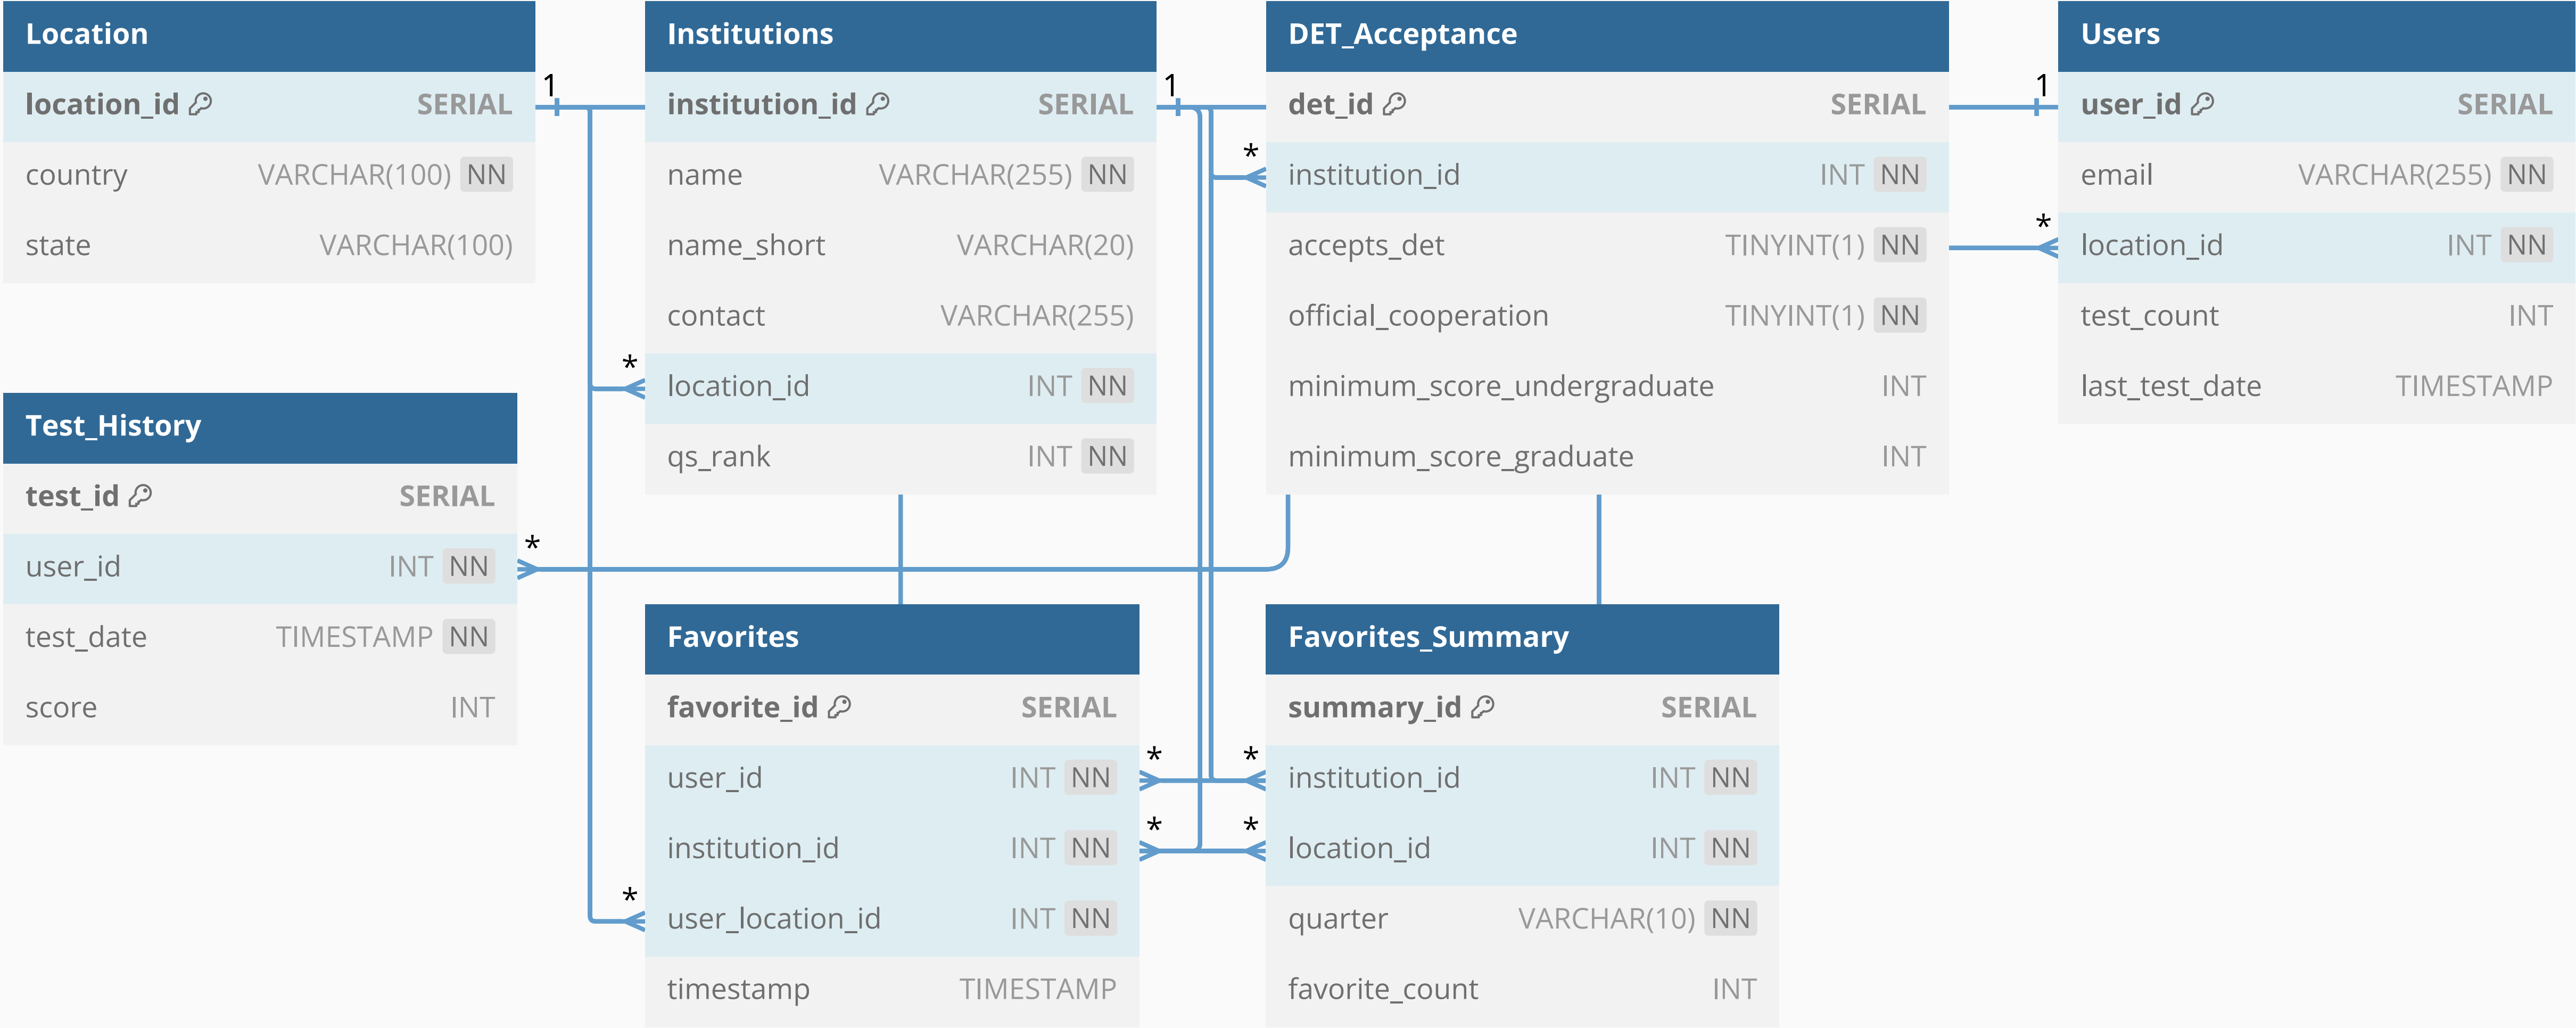 Location
location_id SERIAL
country VARCHAR(100) NN
state VARCHAR(100)
1
Institutions
institution_id SERIAL
name VARCHAR(255) NN
name_short VARCHAR(20)
contact VARCHAR(255)
* location_id INT NN
qs_rank INT NN
1
DET_Acceptance
det_id SERIAL
* institution_id INT NN
accepts_det TINYINT(1) NN
official_cooperation TINYINT(1) NN
minimum_score_undergraduate INT
minimum_score_graduate INT
1
Users
user_id SERIAL
email VARCHAR(255) NN
* location_id INT NN
test_count INT
last_test_date TIMESTAMP
Test_History
test_id SERIAL
user_id INT NN *
test_date TIMESTAMP NN
score INT
Favorites
favorite_id SERIAL
user_id INT NN *
institution_id INT NN *
* user_location_id INT NN
timestamp TIMESTAMP
Favorites_Summary
summary_id SERIAL
* institution_id INT NN
* location_id INT NN
quarter VARCHAR(10) NN
favorite_count INT